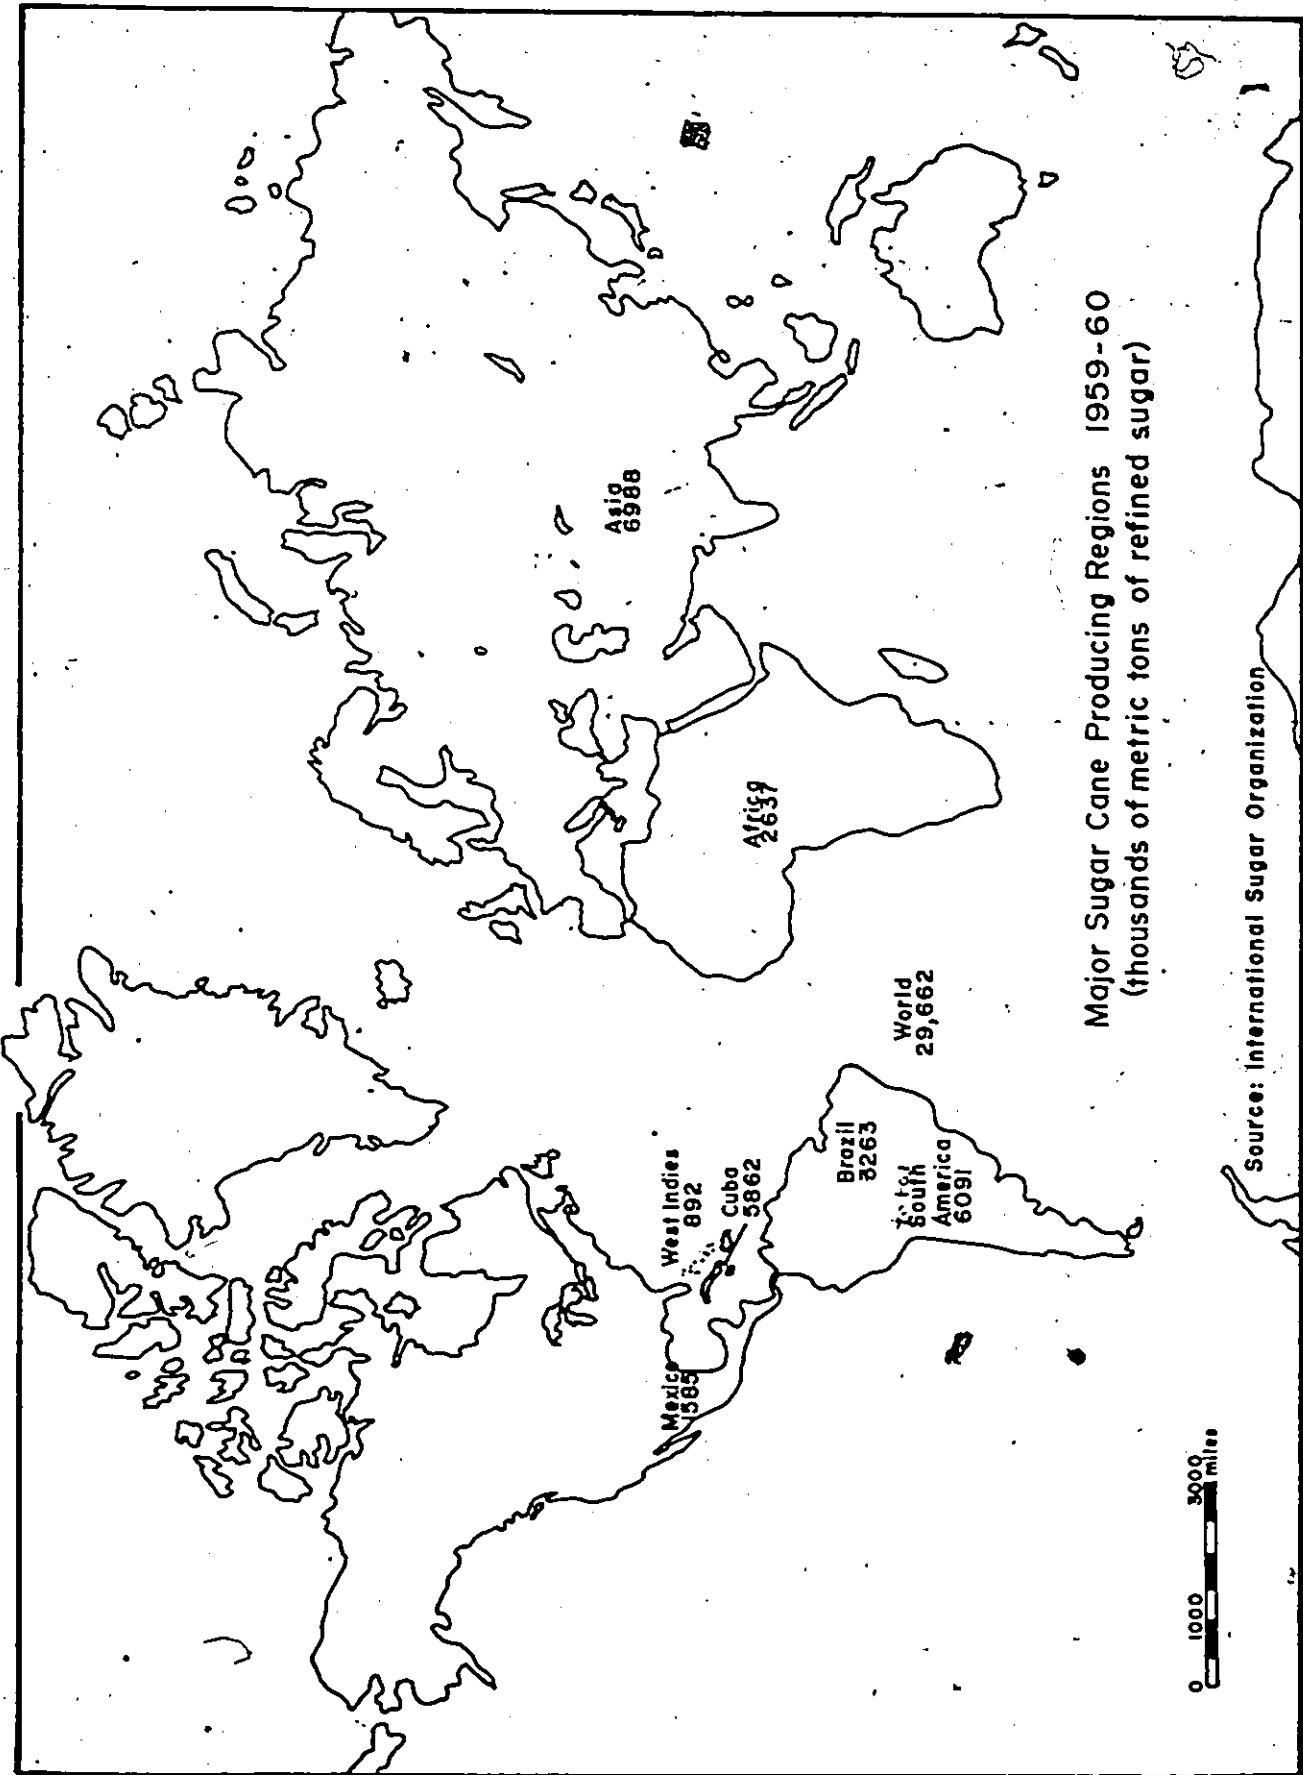 Asia
6988
Africa
2637
World
29,662
West Indies
892
Cuba
5862
Mexico
1585
Brazil
3263
South
America
6091
Major Sugar Cane Producing Regions 1959-60
(thousands of metric tons of refined sugar)
0 1000 3000
miles
Source: International Sugar Organization